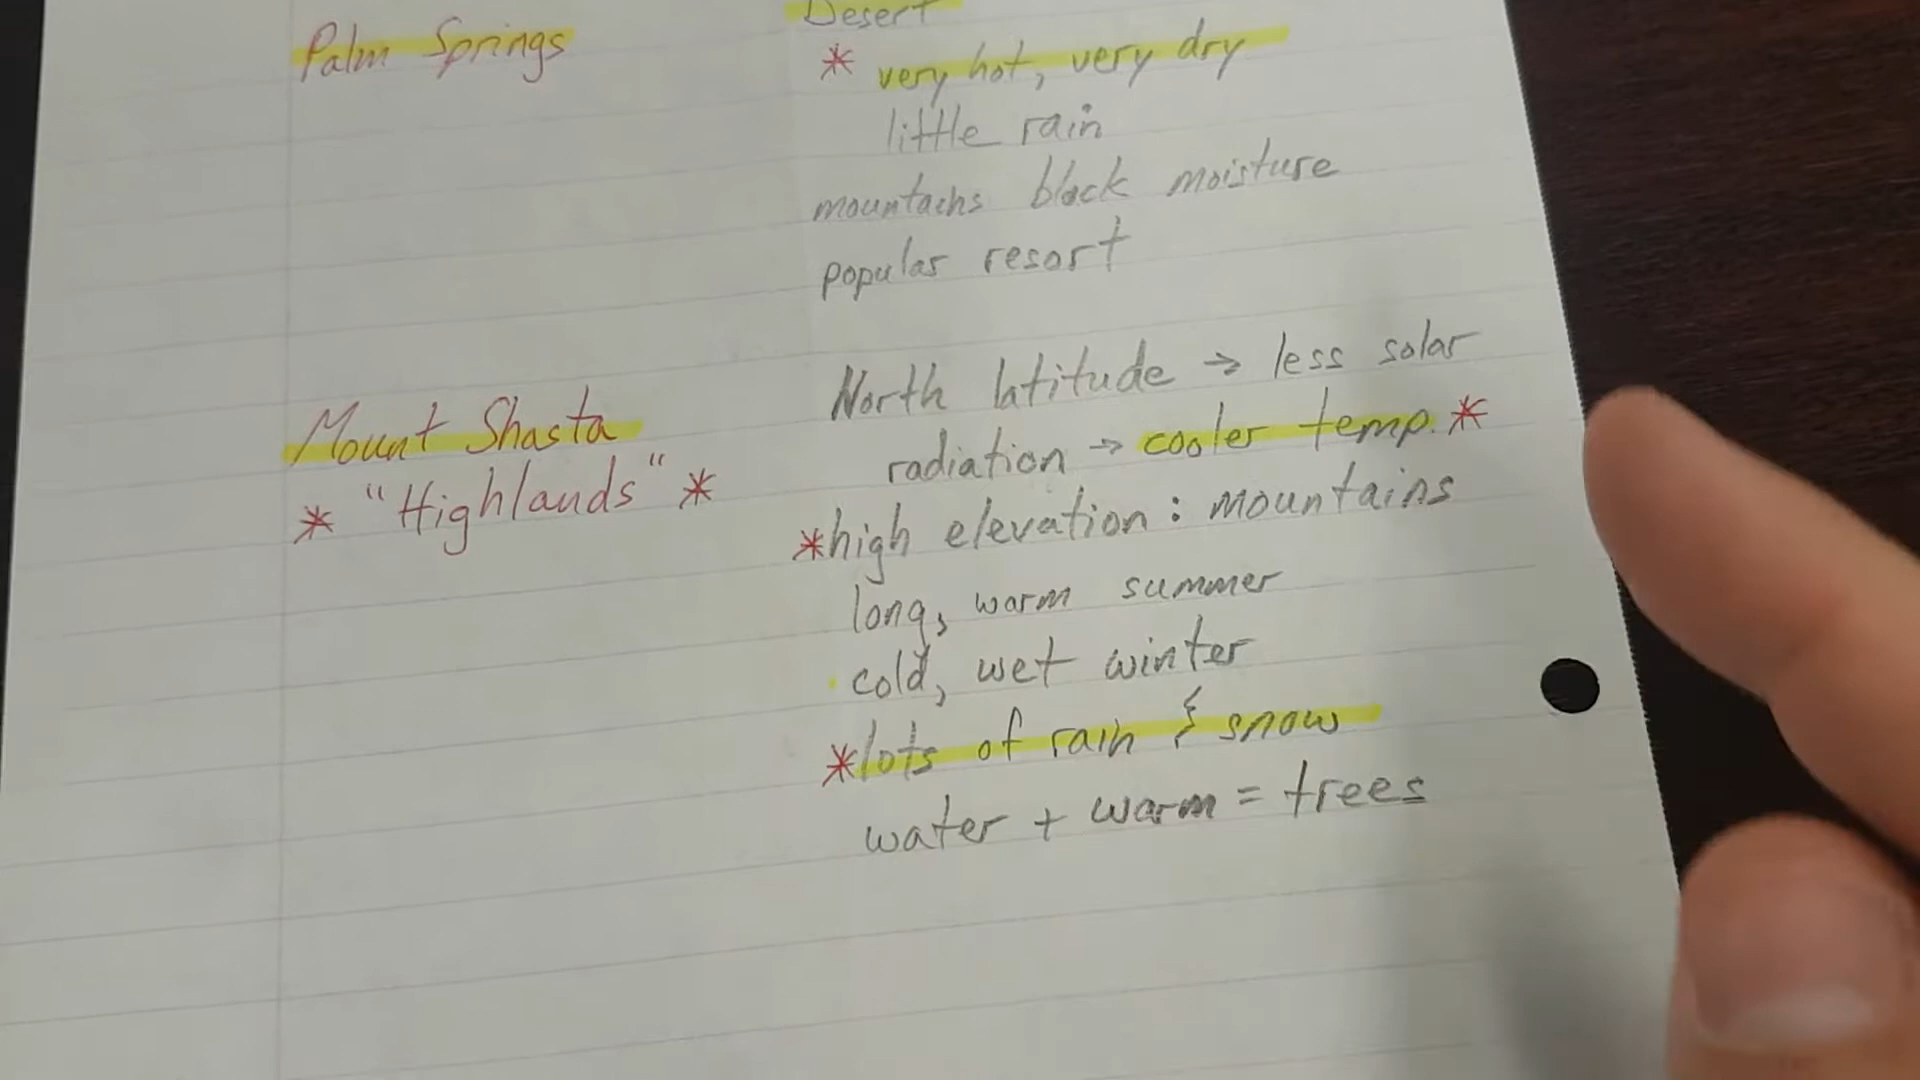 Palm Springs
Desert
* very hot, very dry
little rain
mountains block moisture
popular resort
Mount Shasta
* "Highlands" *
North latitude → less solar
radiation → cooler temp. *
* high elevation : mountains
long, warm summer
cold, wet winter
* lots of rain & snow
water + warm = trees